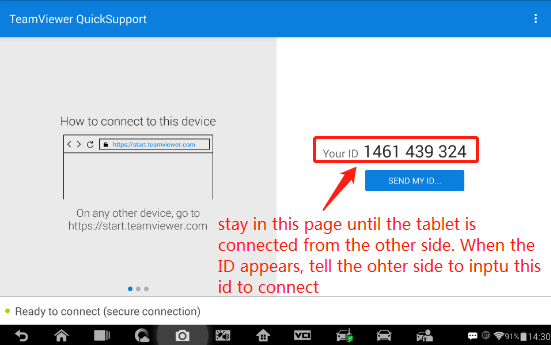 TeamViewer QuickSupport
How to connect to this device
https://start.teamviewer.com
On any other device, go to
https://start.teamviewer.com
Your ID 1461 439 324
SEND MY ID...
stay in this page until the tablet is
connected from the other side. When the
ID appears, tell the ohter side to inptu this
id to connect
Ready to connect (secure connection)
VCI
91% 14:30